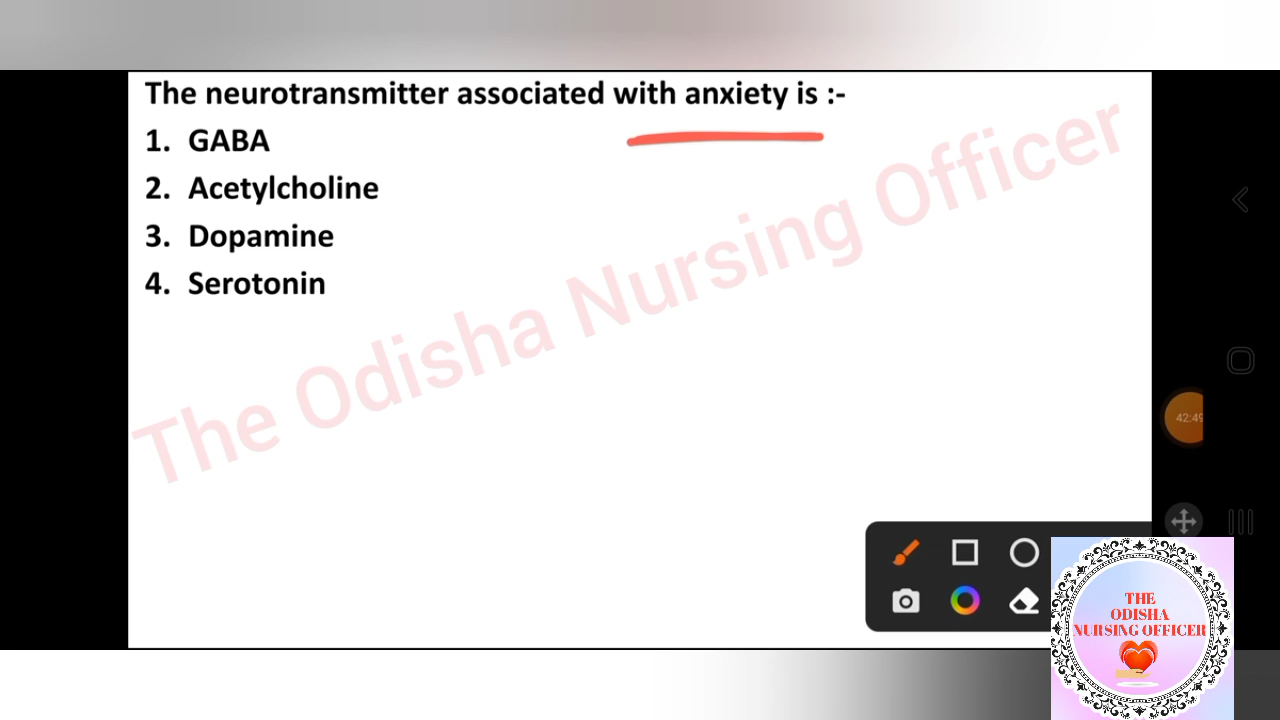 The neurotransmitter associated with anxiety is :-
1. GABA
2. Acetylcholine
3. Dopamine
4. Serotonin
The Odisha Nursing Officer
42:49
THE
ODISHA
NURSING OFFICER